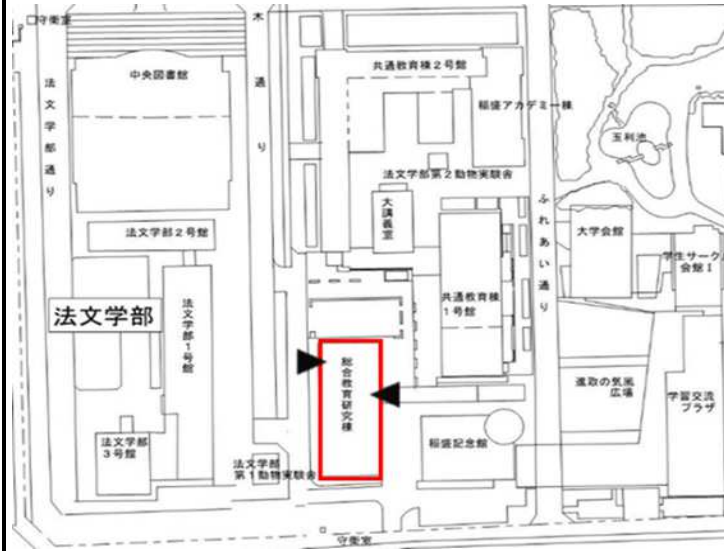 守衛室
木通り
中央図書館
共通教育棟2号館
稲盛アカデミー棟
玉利池
法文学部通り
法文学部第2動物実験舎
大講義室
ふれあい通り
法文学部2号館
大学会館
学生サークル
会館Ⅰ
法文学部
法文学部1号館
共通教育棟
1号館
総合教育研究棟
進取の気風
広場
学習交流
プラザ
法文学部
3号館
稲盛記念館
法文学部
第1動物実験舎
守衛室